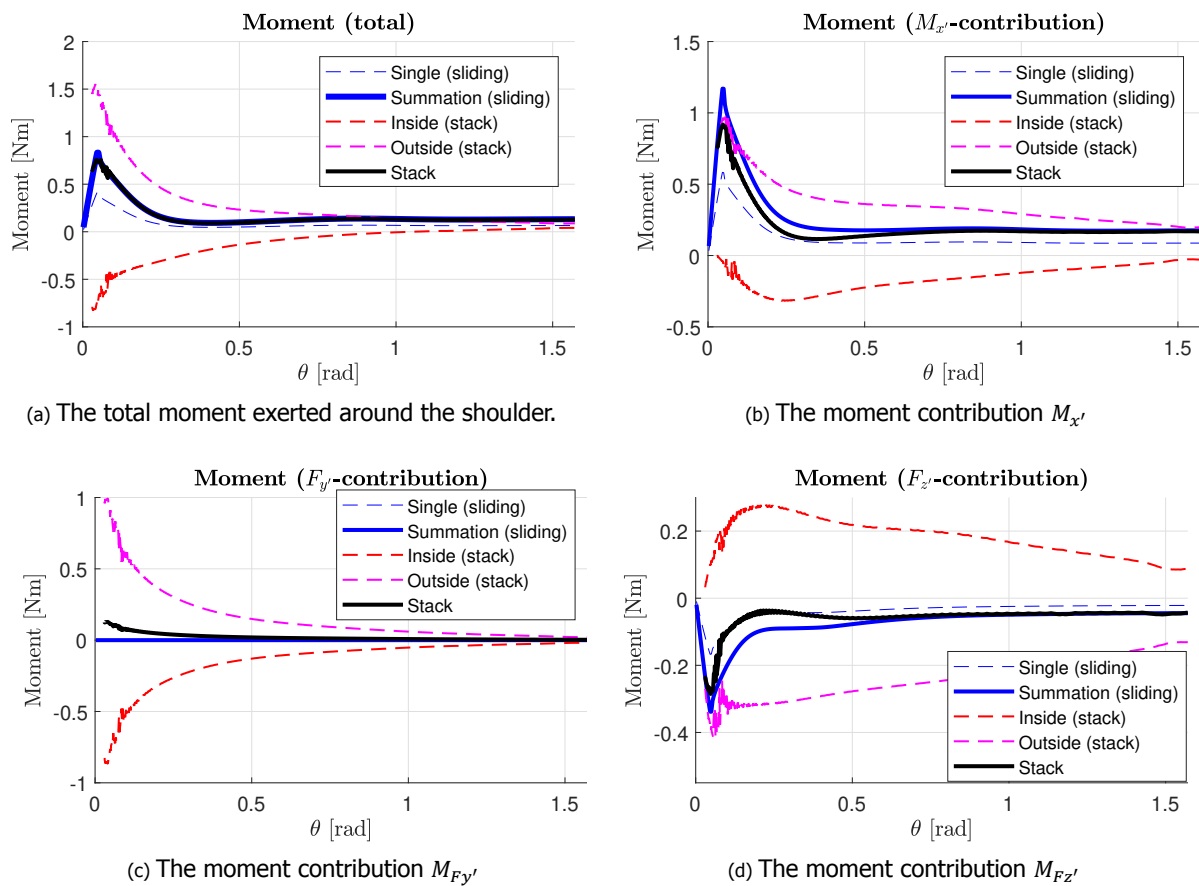 Moment (total)
2
1.5
1
0.5
0
-0.5
-1
Moment [Nm]
Single (sliding)
Summation (sliding)
Inside (stack)
Outside (stack)
Stack
0 0.5 1 1.5
θ [rad]
(a) The total moment exerted around the shoulder.
Moment (Mx′-contribution)
1.5
1
0.5
0
-0.5
Moment [Nm]
Single (sliding)
Summation (sliding)
Inside (stack)
Outside (stack)
Stack
0 0.5 1 1.5
θ [rad]
(b) The moment contribution Mx′
Moment (Fy′-contribution)
1
0.5
0
-0.5
-1
Moment [Nm]
Single (sliding)
Summation (sliding)
Inside (stack)
Outside (stack)
Stack
0 0.5 1 1.5
θ [rad]
(c) The moment contribution MFy′
Moment (Fz′-contribution)
0.2
0
-0.2
-0.4
Moment [Nm]
Single (sliding)
Summation (sliding)
Inside (stack)
Outside (stack)
Stack
0 0.5 1 1.5
θ [rad]
(d) The moment contribution MFz′